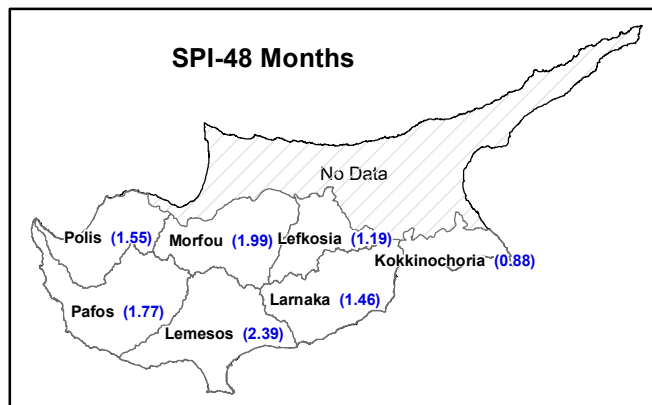 SPI-48 Months
No Data
Polis (1.55)
Morfou (1.99)
Lefkosia (1.19)
Kokkinochoria (0.88)
Pafos (1.77)
Larnaka (1.46)
Lemesos (2.39)